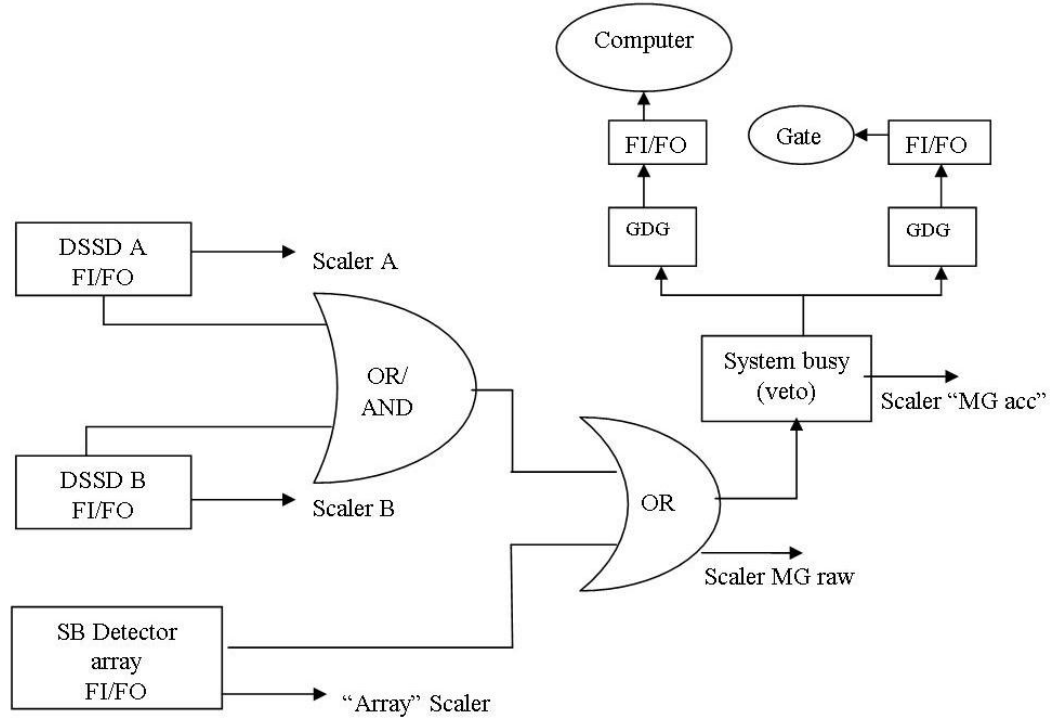 Computer
FI/FO
Gate
FI/FO
GDG
GDG
DSSD A
FI/FO
Scaler A
OR/
AND
System busy
(veto)
Scaler “MG acc”
DSSD B
FI/FO
Scaler B
OR
Scaler MG raw
SB Detector
array
FI/FO
“Array” Scaler